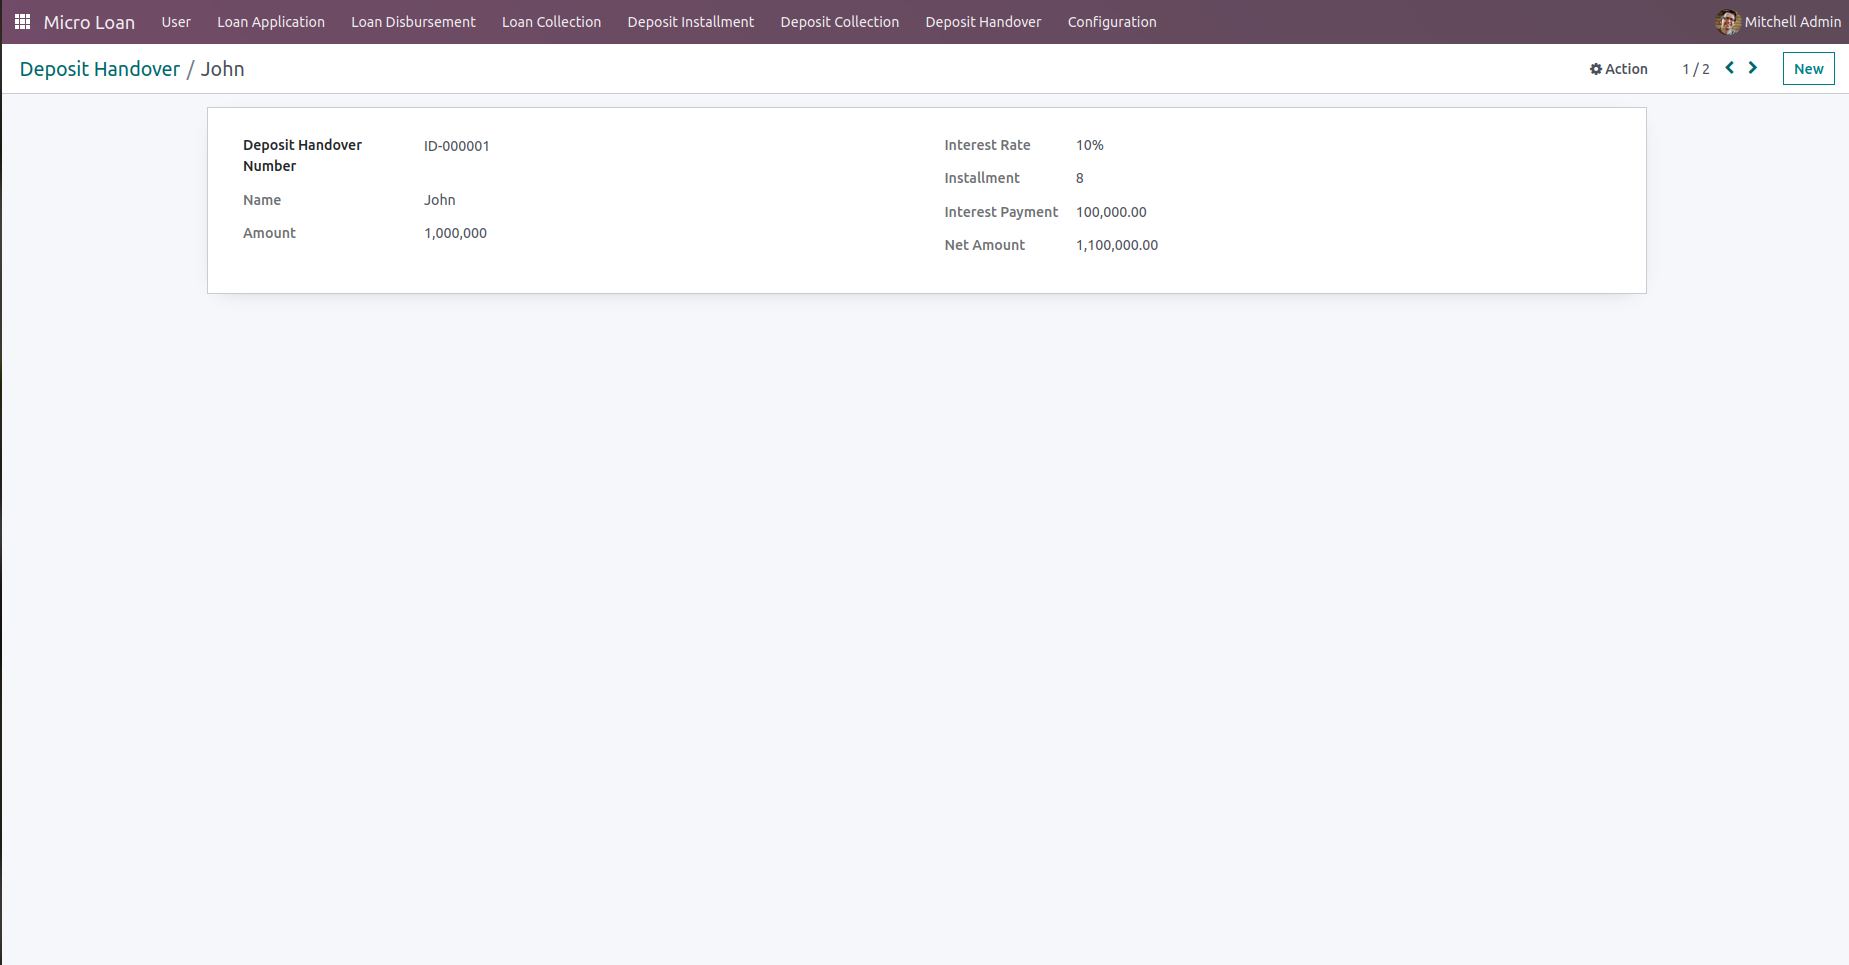 Micro Loan User Loan Application Loan Disbursement Loan Collection Deposit Installment Deposit Collection Deposit Handover Configuration Mitchell Admin
Deposit Handover / John Action 1 / 2 New
Deposit Handover Number ID-000001
Name John
Amount 1,000,000
Interest Rate 10%
Installment 8
Interest Payment 100,000.00
Net Amount 1,100,000.00